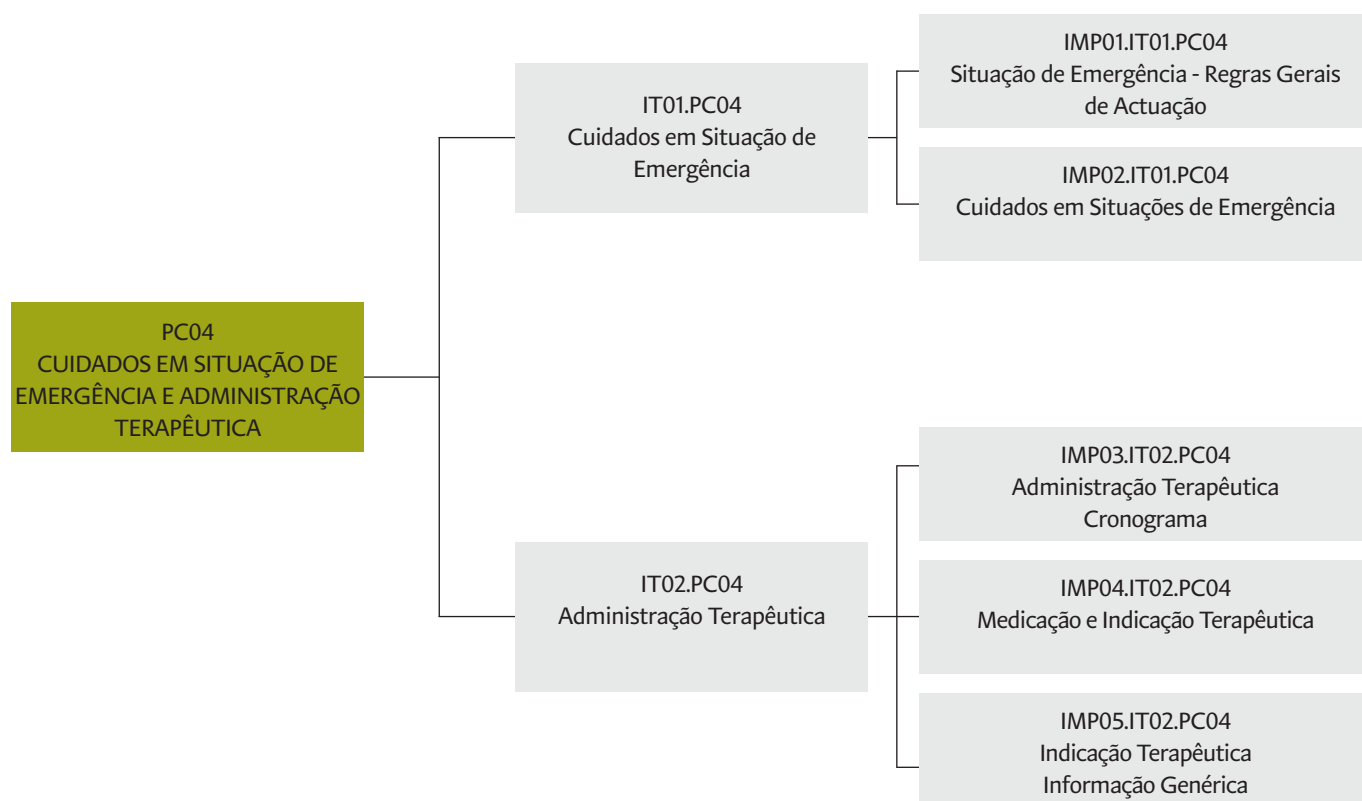 PC04
CUIDADOS EM SITUAÇÃO DE
EMERGÊNCIA E ADMINISTRAÇÃO
TERAPÊUTICA
IT01.PC04
Cuidados em Situação de
Emergência
IMP01.IT01.PC04
Situação de Emergência - Regras Gerais
de Actuação
IMP02.IT01.PC04
Cuidados em Situações de Emergência
IT02.PC04
Administração Terapêutica
IMP03.IT02.PC04
Administração Terapêutica
Cronograma
IMP04.IT02.PC04
Medicação e Indicação Terapêutica
IMP05.IT02.PC04
Indicação Terapêutica
Informação Genérica